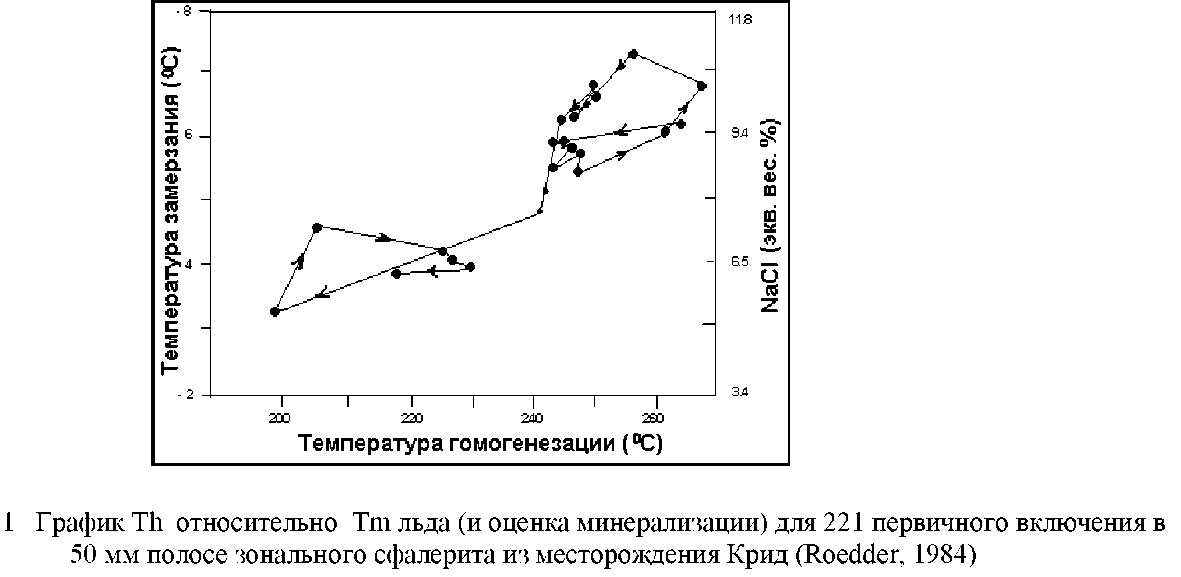 - 8
6
4
- 2
Температура замерзания (⁰C)
11.8
9.4
6.5
3.4
NaCl (экв. вес. %)
200 220 240 260
Температура гомогенезации (⁰C)
1 График Th относительно Tm льда (и оценка минерализации) для 221 первичного включения в
50 мм полосе зонального сфалерита из месторождения Крид (Roedder, 1984)